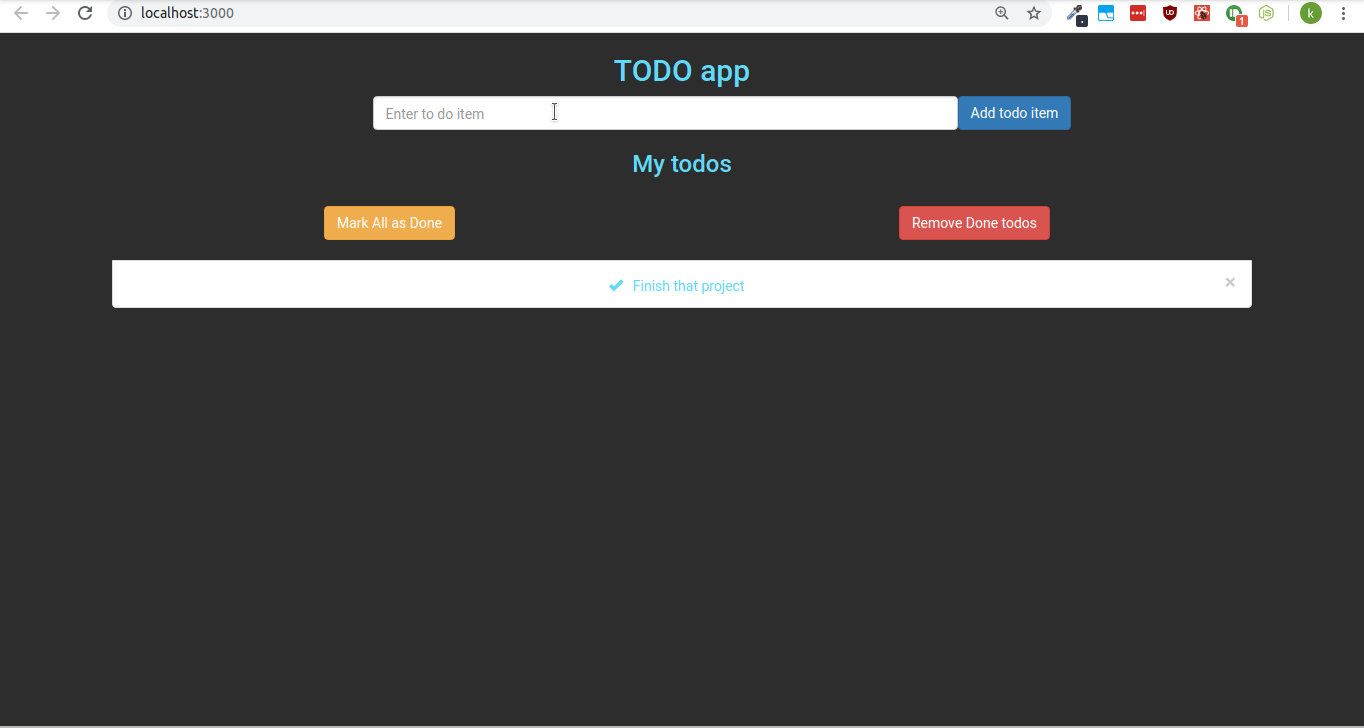 localhost:3000
1
k
TODO app
Enter to do item
Add todo item
My todos
Mark All as Done
Remove Done todos
Finish that project
×